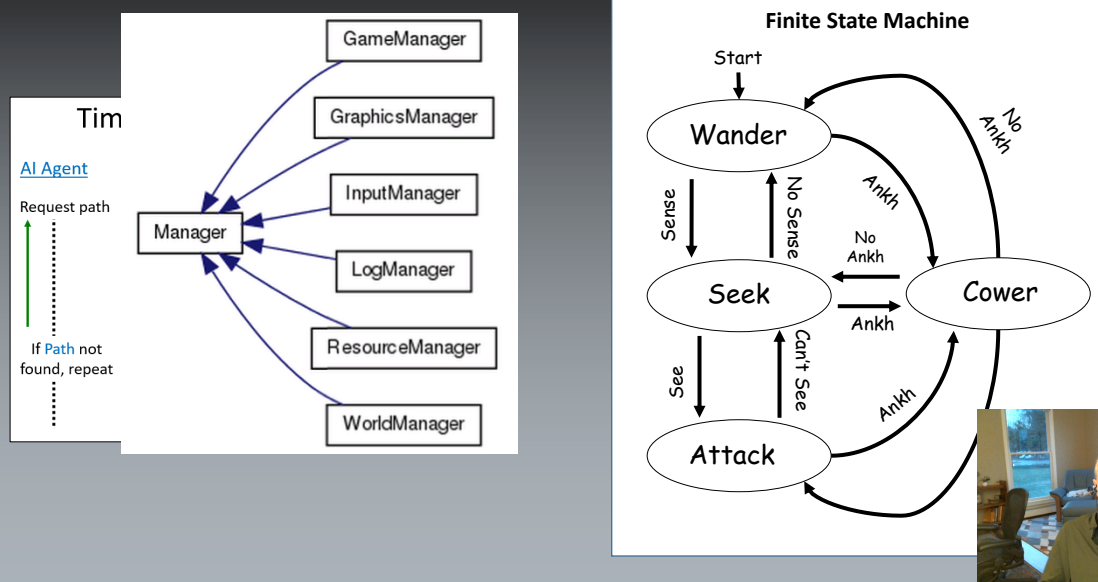 Tim
AI Agent
Request path
If Path not
found, repeat
GameManager
GraphicsManager
InputManager
Manager
LogManager
ResourceManager
WorldManager
Finite State Machine
Start
Wander
No
Ankh
Ankh
Sense
No Sense
No
Ankh
Seek
Cower
Ankh
See
Can't See
Ankh
Attack